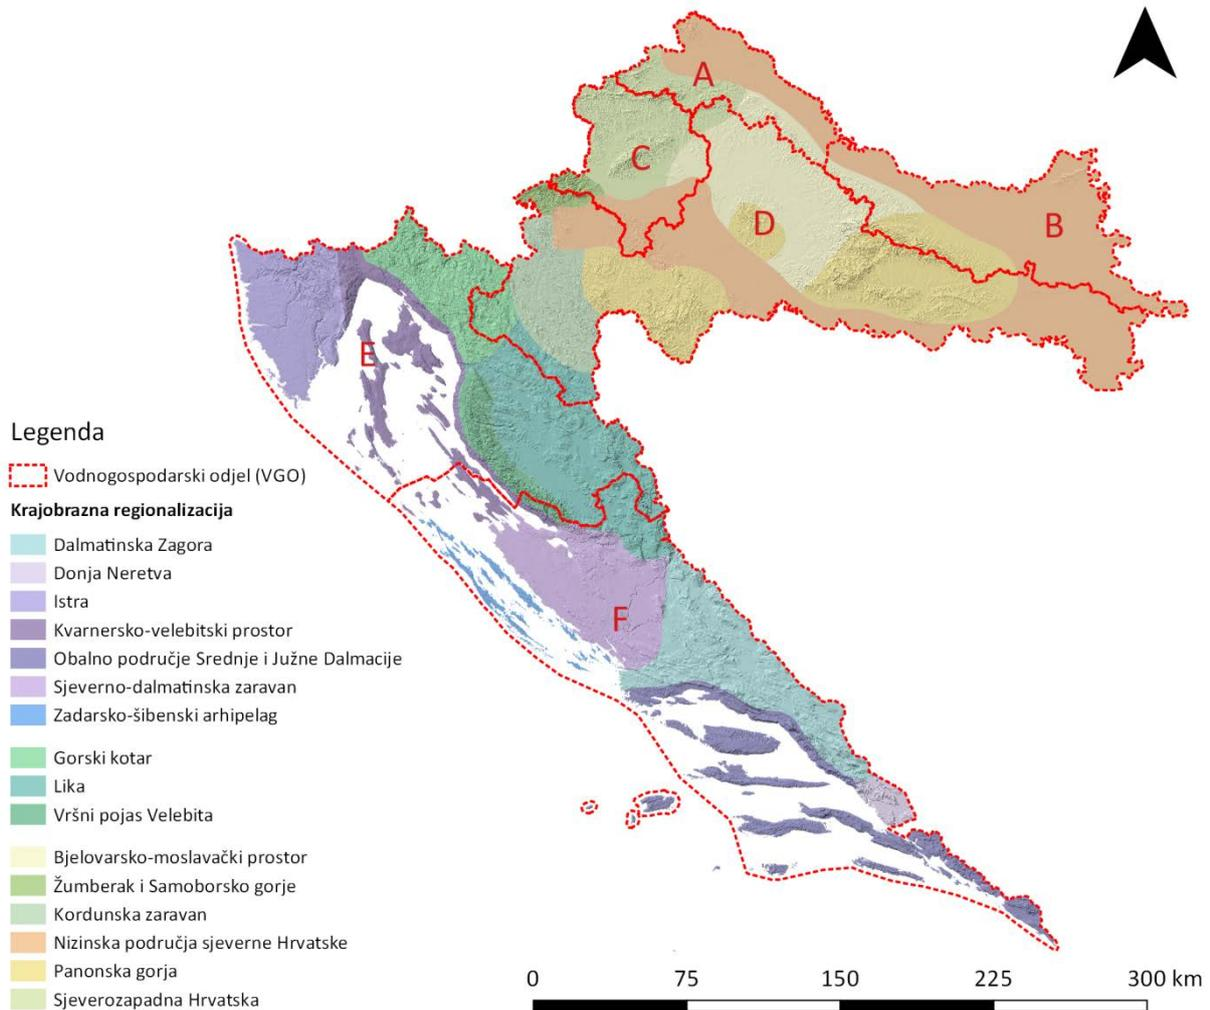 A
C
B
D
E
F
Legenda
Vodnogospodarski odjel (VGO)
Krajobrazna regionalizacija
Dalmatinska Zagora
Donja Neretva
Istra
Kvarnersko-velebitski prostor
Obalno područje Srednje i Južne Dalmacije
Sjeverno-dalmatinska zaravan
Zadarsko-šibenski arhipelag
Gorski kotar
Lika
Vršni pojas Velebita
Bjelovarsko-moslavački prostor
Žumberak i Samoborsko gorje
Kordunska zaravan
Nizinska područja sjeverne Hrvatske
Panonska gorja
Sjeverozapadna Hrvatska
0 75 150 225 300 km